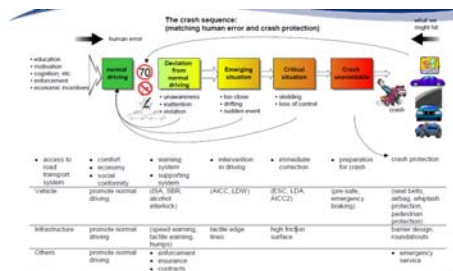 The crash sequence:
(matching human error and crash protection)
what we
might hit
human error
• education
• motivation
• cognition, etc.
• enforcement
• economic incentives
normal
driving
70
Deviation
from normal
driving
Emerging
situation
Critical
situation
Crash
unavoidable
crash
• unawareness
• inattention
• violation
• too close
• drifting
• sudden event
• skidding
• loss of control
• access to
road
transport
system
• comfort
• economy
• social
conformity
• warning
system
• supporting
system
• intervention
in driving
• immediate
correction
• preparation
for crash
• crash protection
Vehicle
promote normal
driving
(ISA, SBR,
alcohol
interlock)
(AICC, LDW)
(ESC, LDA,
AICC2)
(pre-safe,
emergency
braking)
(seat belts,
airbag, whiplash
protection,
pedestrian
protection)
Infrastructure
promote normal
driving
(speed warning,
tactile warning,
humps)
tactile edge
lines
high friction
surface
barrier design,
roundabouts
Others
promote normal
driving
• enforcement
• insurance
• contracts
• emergency
service